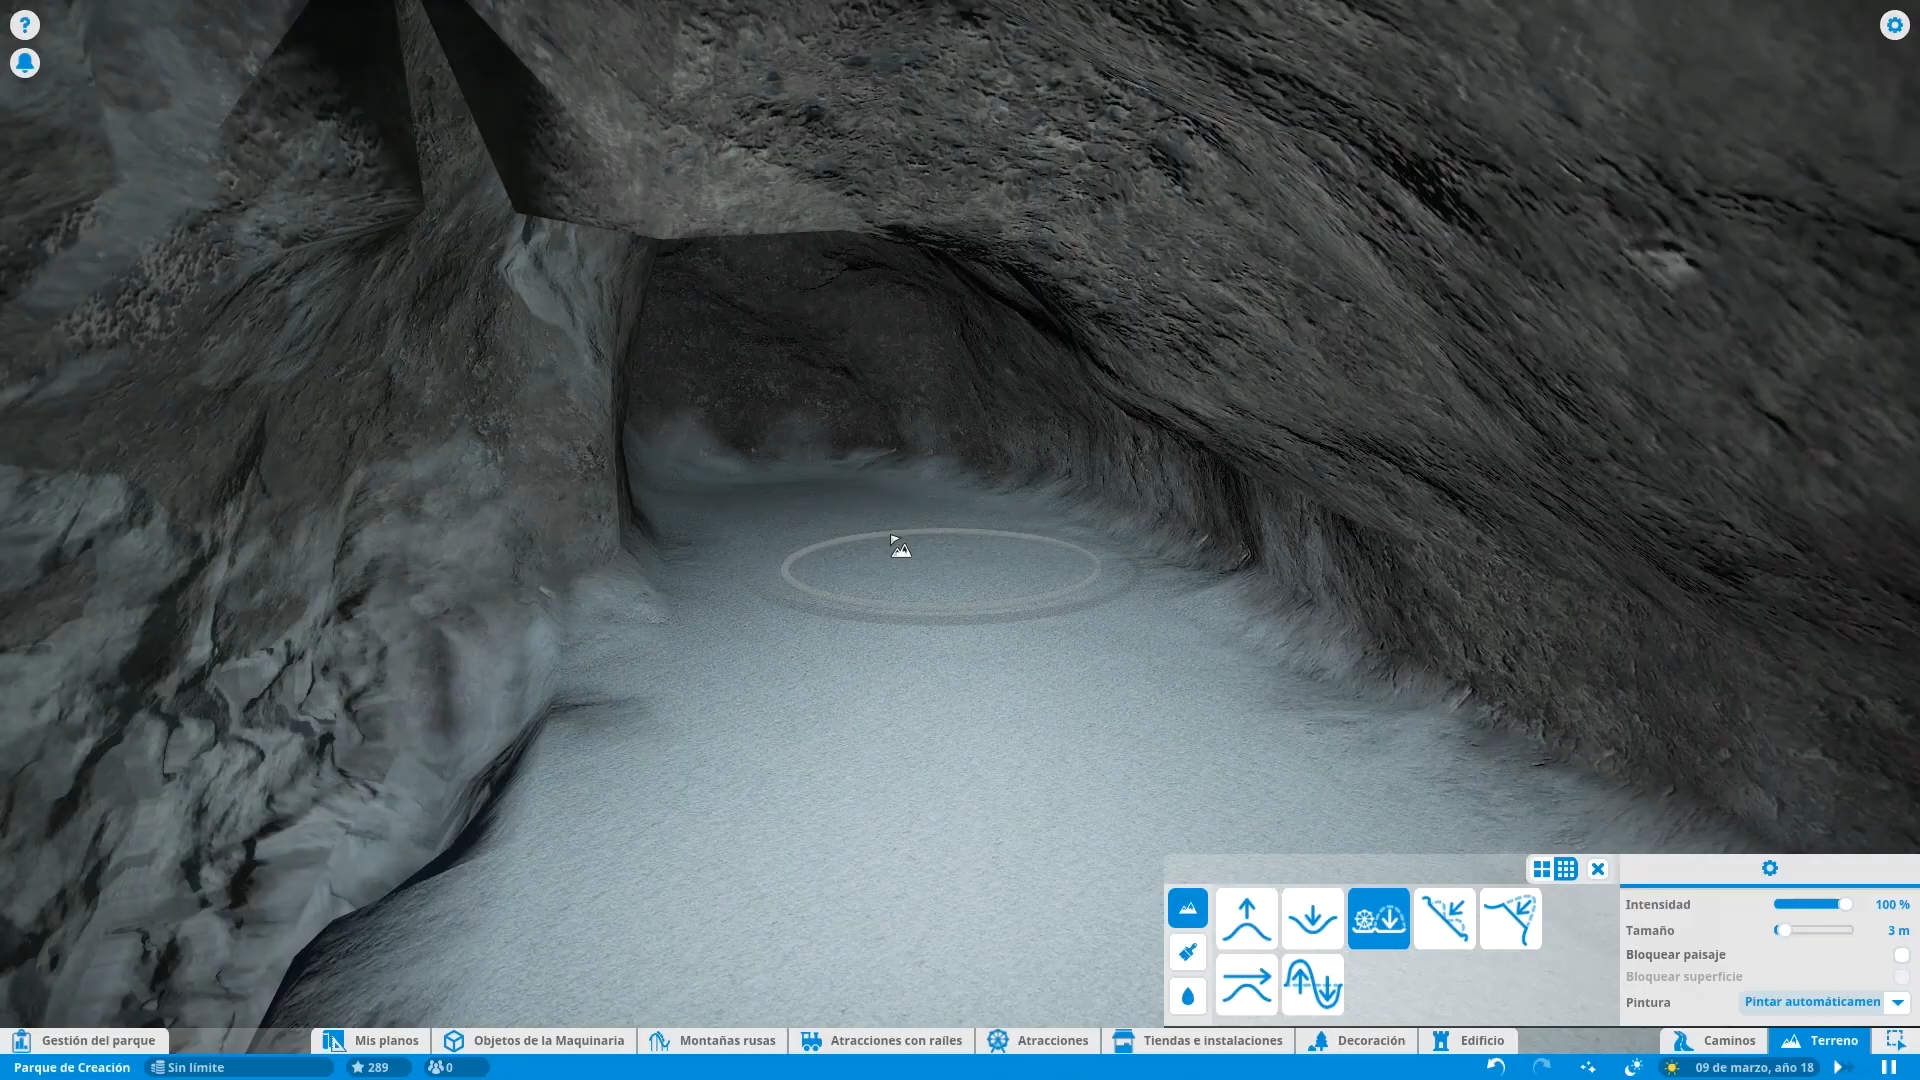 ?
Intensidad 100 %
Tamaño 3 m
Bloquear paisaje
Bloquear superficie
Pintura Pintar automáticamen
Gestión del parque Mis planos Objetos de la Maquinaria Montañas rusas Atracciones con raíles Atracciones Tiendas e instalaciones Decoración Edificio Caminos Terreno
Parque de Creación Sin límite 289 0 09 de marzo, año 18